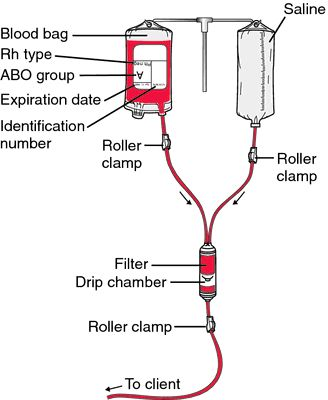 Saline
Blood bag
Rh type
ABO group
Expiration date
Identification
number
A
Roller
clamp
Roller
clamp
Filter
Drip chamber
Roller clamp
To client